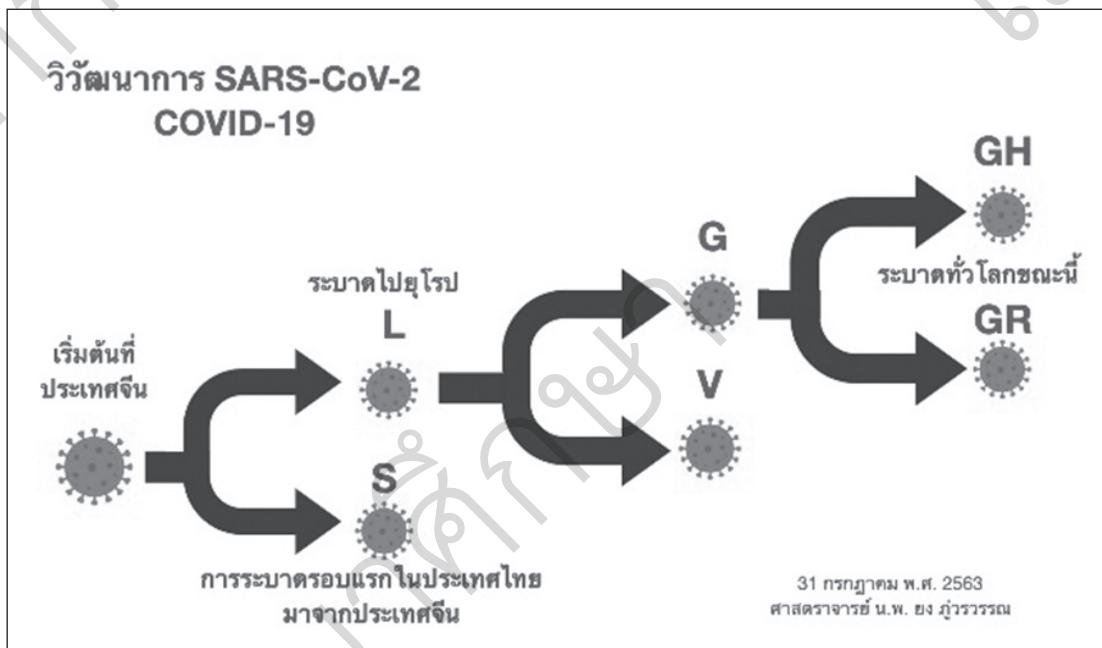 วิวัฒนาการ SARS-CoV-2
COVID-19
GH
G
ระบาดทั่วโลกขณะนี้
ระบาดไปยุโรป
L
GR
เริ่มต้นที่
ประเทศจีน
V
S
การระบาดรอบแรกในประเทศไทย
มาจากประเทศจีน
31 กรกฎาคม พ.ศ. 2563
ศาสตราจารย์ น.พ. ยง ภู่วรวรรณ